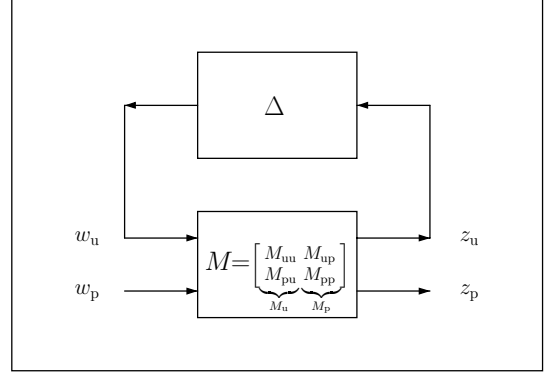 Δ
w_u M = [ M_uu M_up z_u
w_p M_pu M_pp ] z_p
M_u M_p